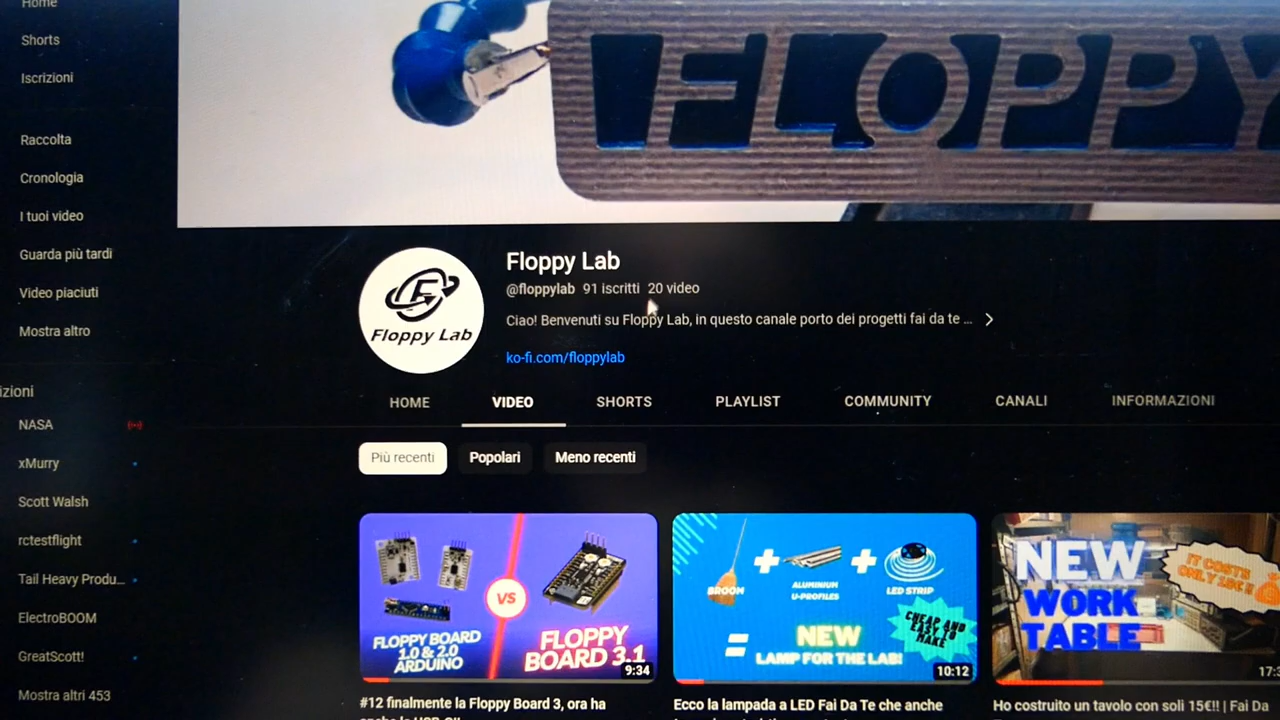 Home
Shorts
Iscrizioni
Raccolta
Cronologia
I tuoi video
Guarda più tardi
Video piaciuti
Mostra altro
izioni
NASA
xMurry
Scott Walsh
rctestflight
Tail Heavy Produ...
ElectroBOOM
GreatScott!
Mostra altri 453
FLOPPY
F
Floppy Lab
Floppy Lab
@floppylab 91 iscritti 20 video
Ciao! Benvenuti su Floppy Lab, in questo canale porto dei progetti fai da te ...
ko-fi.com/floppylab
HOME VIDEO SHORTS PLAYLIST COMMUNITY CANALI INFORMAZIONI
Più recenti Popolari Meno recenti
VS
FLOPPY BOARD
1.0 & 2.0
ARDUINO
FLOPPY
BOARD 3.1
9:34
#12 finalmente la Floppy Board 3, ora ha
BROOM
+
ALUMINIUM
U-PROFILES
+
LED STRIP
=
NEW
LAMP FOR THE LAB!
CHEAP AND
EASY TO
MAKE
10:12
Ecco la lampada a LED Fai Da Te che anche
NEW
WORK
TABLE
IT COSTS
ONLY
17:3
Ho costruito un tavolo con soli 15€!! | Fai Da